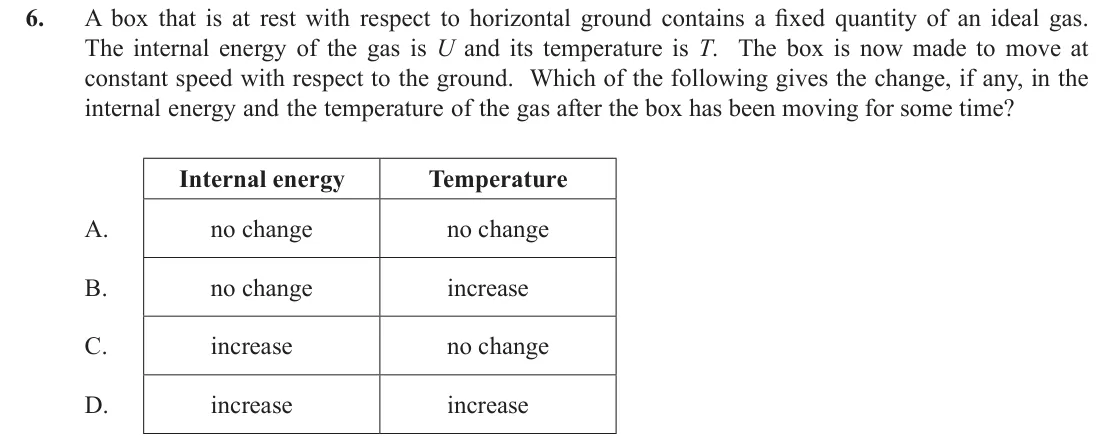 6. A box that is at rest with respect to horizontal ground contains a fixed quantity of an ideal gas.
The internal energy of the gas is U and its temperature is T. The box is now made to move at
constant speed with respect to the ground. Which of the following gives the change, if any, in the
internal energy and the temperature of the gas after the box has been moving for some time?
Internal energy Temperature
A. no change no change
B. no change increase
C. increase no change
D. increase increase